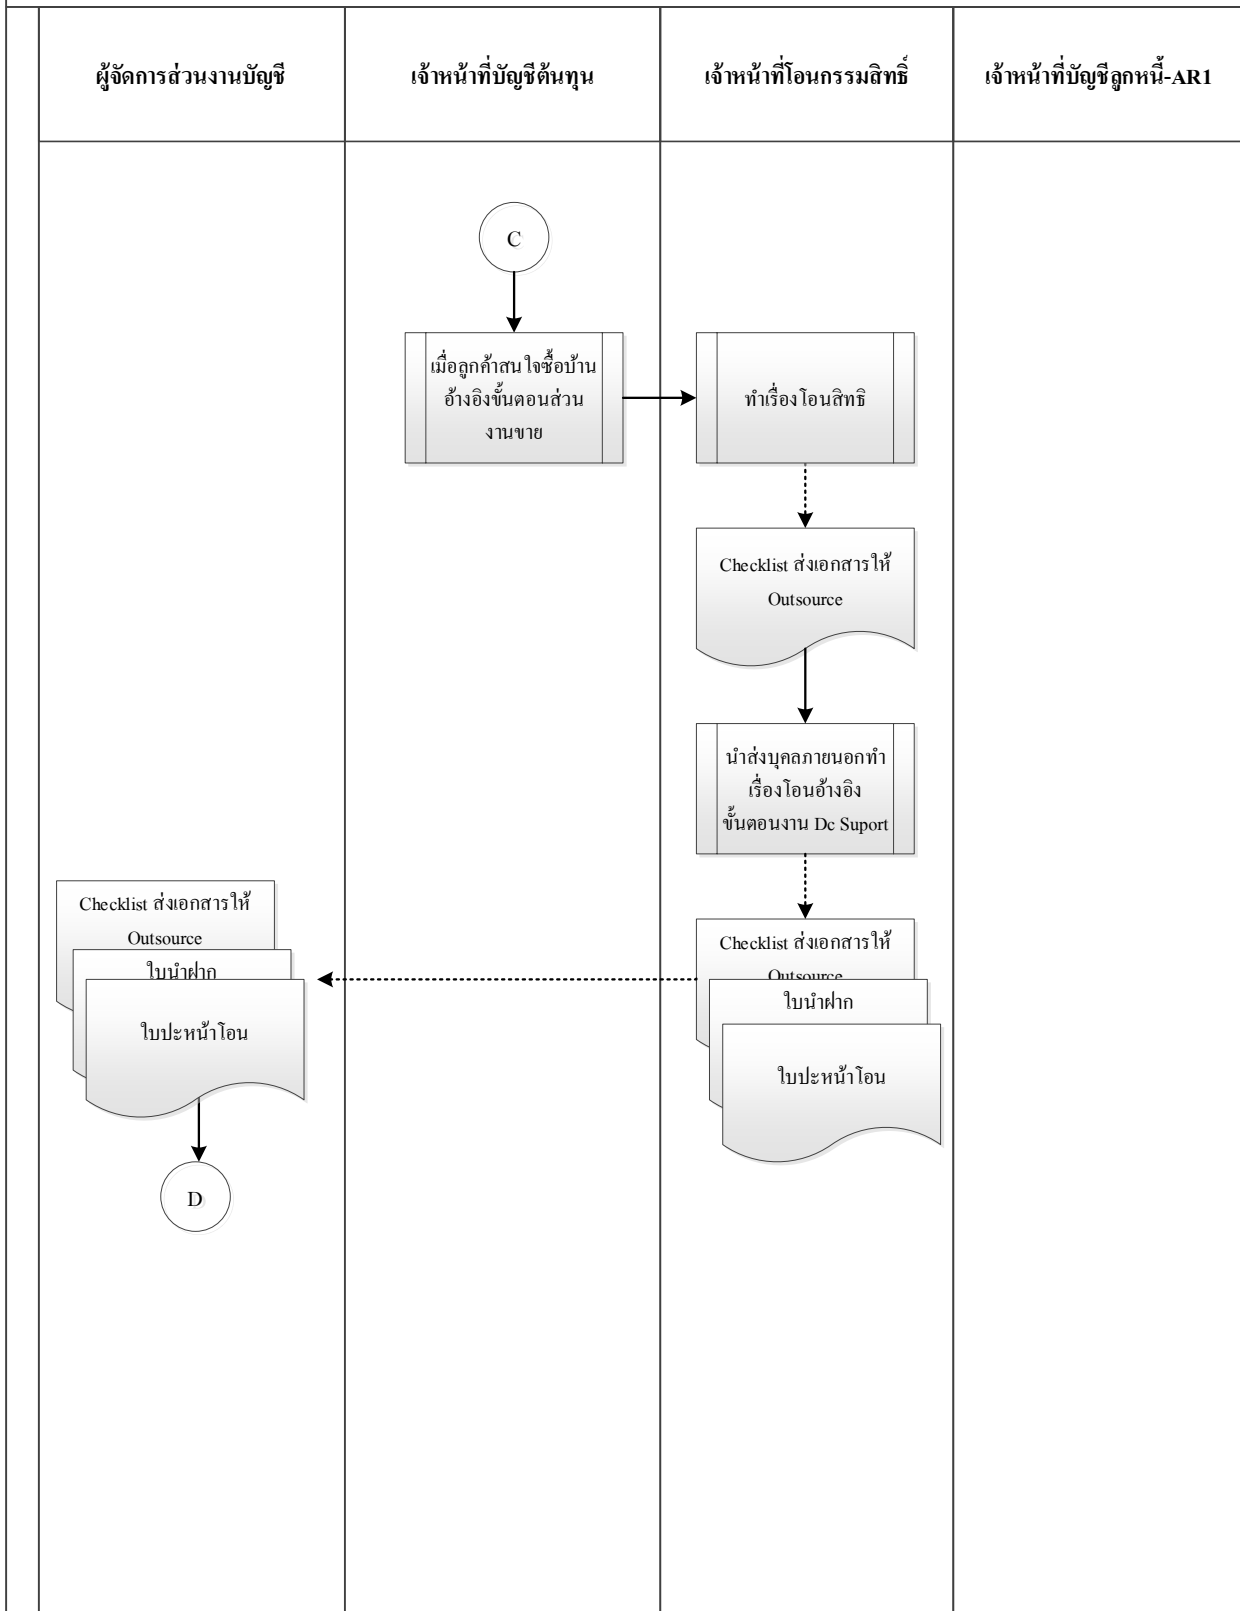 ผู้จัดการส่วนงานบัญชี
เจ้าหน้าที่บัญชีต้นทุน
เจ้าหน้าที่โอนกรรมสิทธิ์
เจ้าหน้าที่บัญชีลูกหนี้-AR1
C
เมื่อลูกค้าสนใจซื้อบ้าน
อ้างอิงขั้นตอนส่วน
งานขาย
ทำเรื่องโอนสิทธิ
Checklist ส่งเอกสารให้
Outsource
นำส่งบุคลภายนอกทำ
เรื่องโอนอ้างอิง
ขั้นตอนงาน Dc Suport
Checklist ส่งเอกสารให้
Outsource
ใบนำฝาก
ใบปะหน้าโอน
Checklist ส่งเอกสารให้
Outsource
ใบนำฝาก
ใบปะหน้าโอน
D